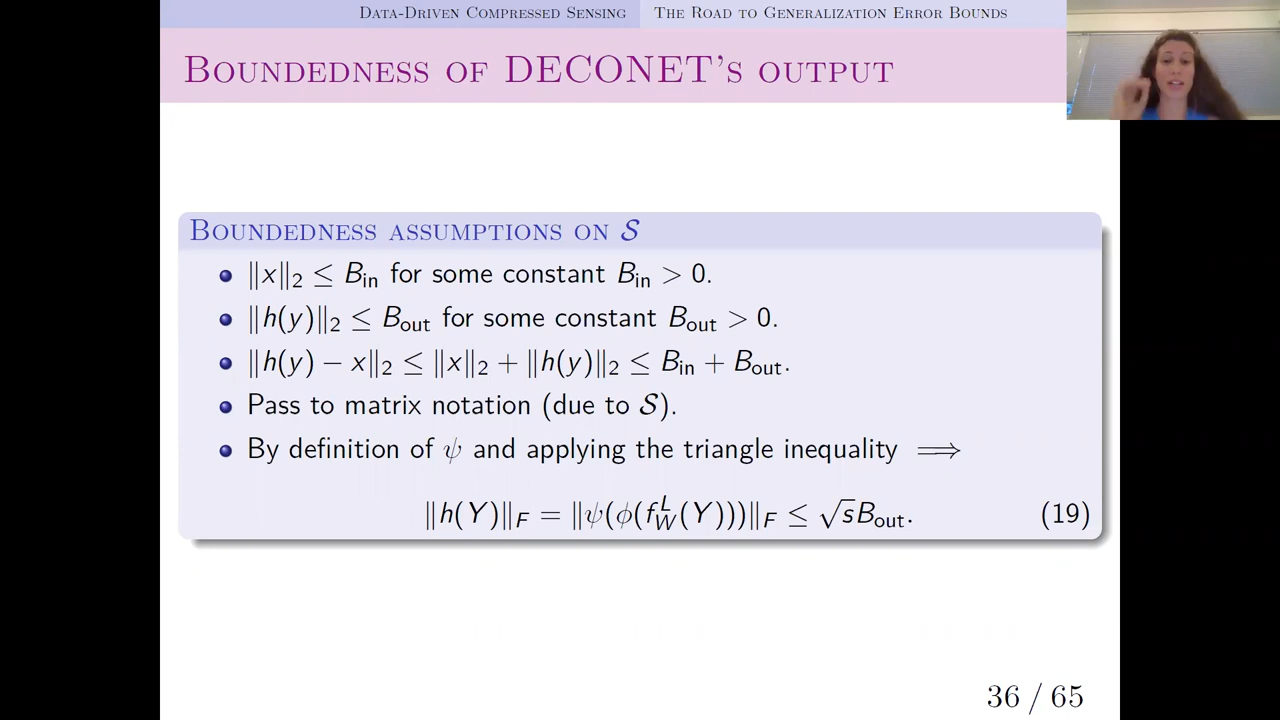 Data-Driven Compressed Sensing The Road to Generalization Error Bounds
Boundedness of DECONET's output
Boundedness assumptions on 𝒮
‖x‖₂ ≤ B_in for some constant B_in > 0.
‖h(y)‖₂ ≤ B_out for some constant B_out > 0.
‖h(y) − x‖₂ ≤ ‖x‖₂ + ‖h(y)‖₂ ≤ B_in + B_out.
Pass to matrix notation (due to 𝒮).
By definition of ψ and applying the triangle inequality ⟹
‖h(Y)‖_F = ‖ψ(ϕ(f_W^L(Y)))‖_F ≤ √s B_out. (19)
36 / 65